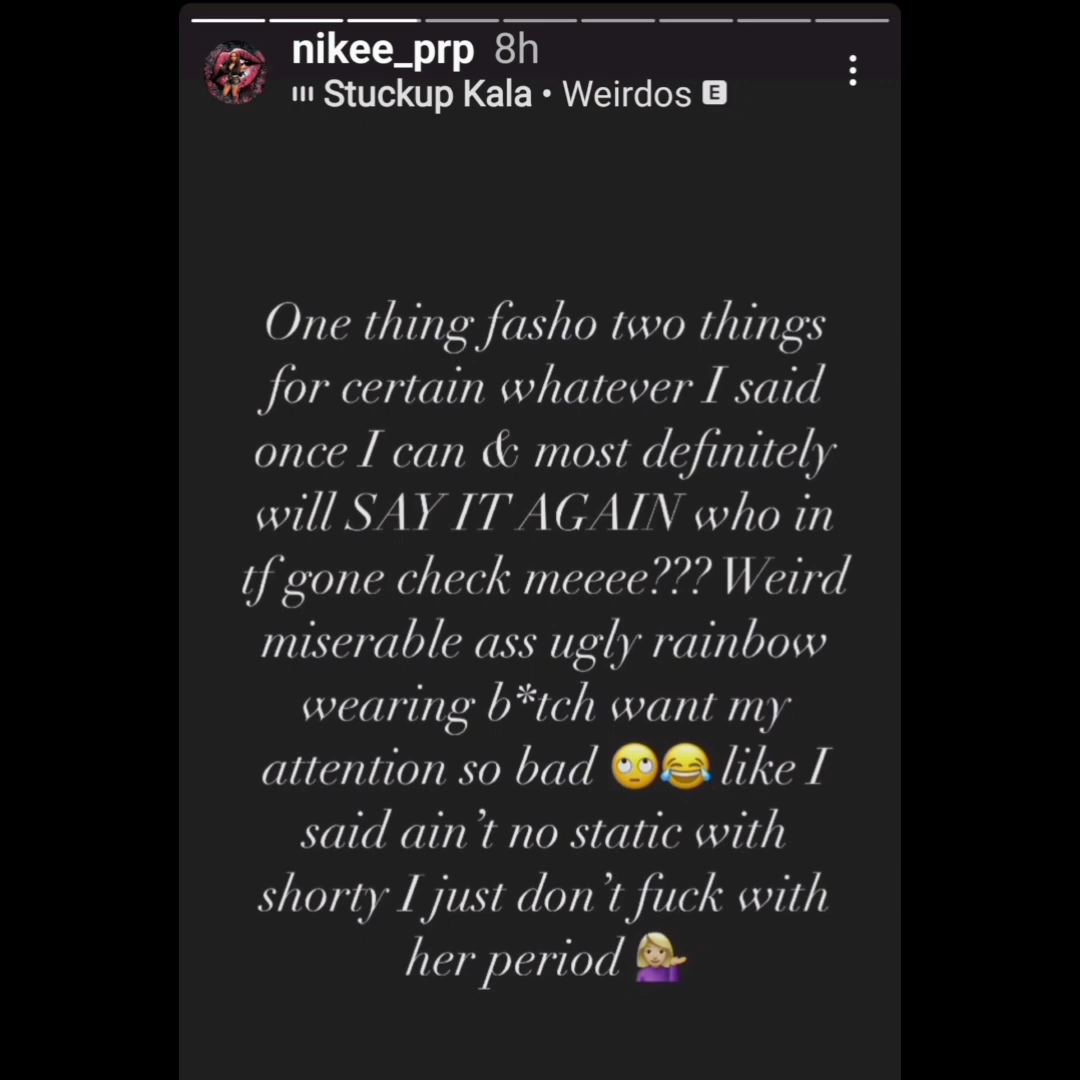 nikee_prp 8h
Stuckup Kala • Weirdos E
One thing fasho two things
for certain whatever I said
once I can & most definitely
will SAY IT AGAIN who in
tf gone check meeee??? Weird
miserable ass ugly rainbow
wearing b*tch want my
attention so bad 🙄😂 like I
said ain't no static with
shorty I just don't fuck with
her period 💁🏼‍♀️